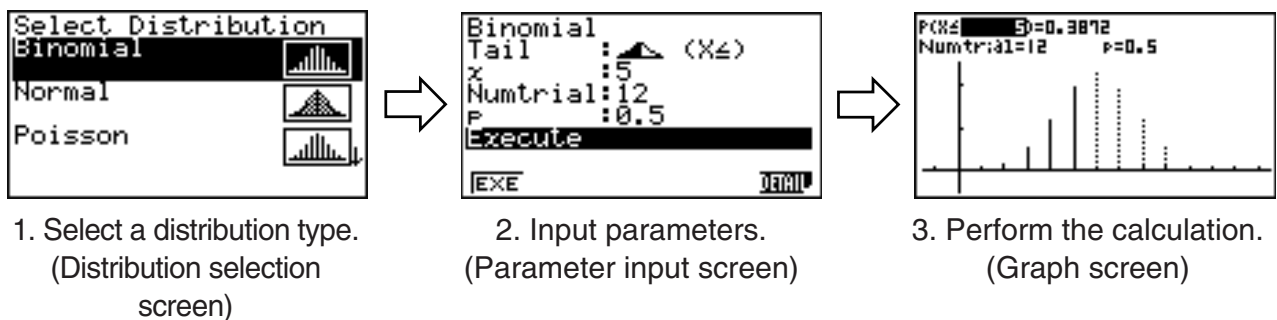 Select Distribution
Binomial
Normal
Poisson
1. Select a distribution type.
(Distribution selection
screen)
Binomial
Tail : (X≤)
x :5
Numtrial:12
p :0.5
Execute
EXE DETAIL
2. Input parameters.
(Parameter input screen)
P(X≤ 5)=0.3872
Numtrial=12 p=0.5
3. Perform the calculation.
(Graph screen)